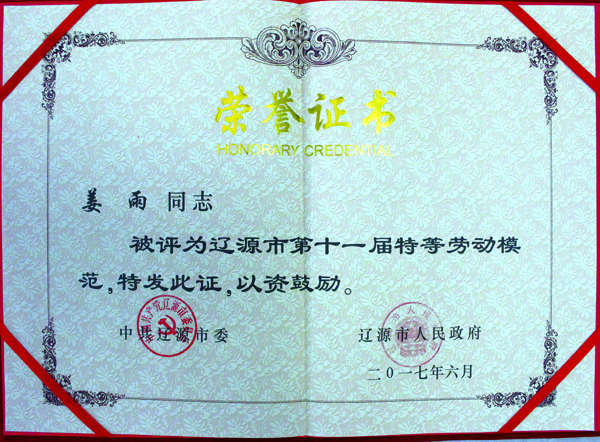 荣誉证书
HONORARY CREDENTIAL
姜 雨 同志
被评为辽源市第十一届特等劳动模
范,特发此证,以资鼓励。
中共辽源市委 辽源市人民政府
二〇一七年六月